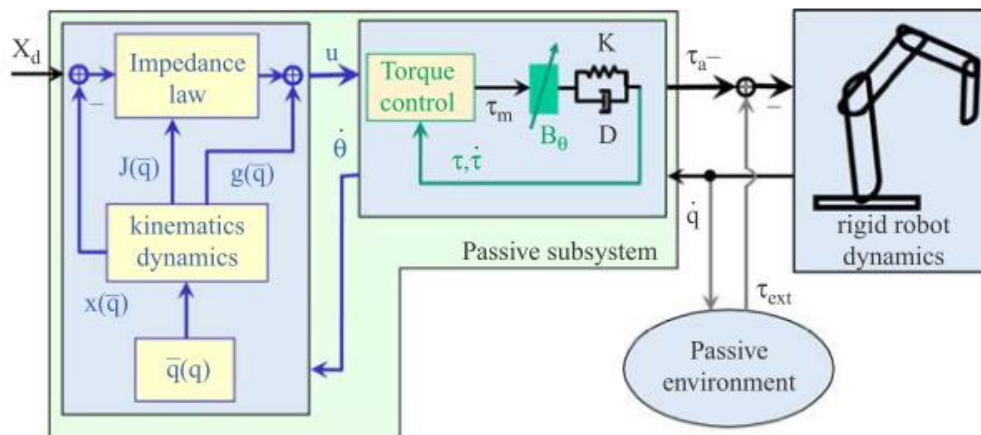 X_d
Impedance
law
u
–
J(q̅)
g(q̅)
kinematics
dynamics
x(q̅)
q̅(q)
θ̇
Torque
control
τ_m
B_θ
K
D
τ, τ̇
Passive subsystem
τ_a
–
–
q̇
τ_ext
Passive
environment
rigid robot
dynamics